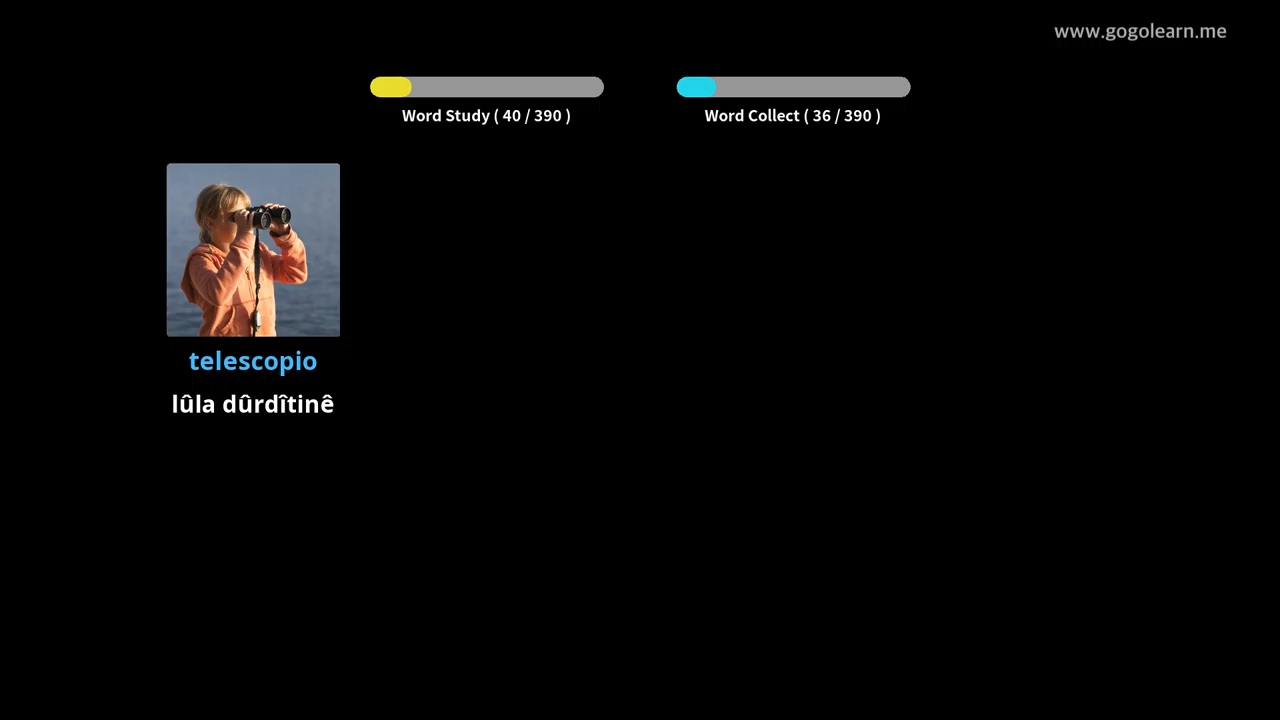 www.gogolearn.me
Word Study ( 40 / 390 )
Word Collect ( 36 / 390 )
telescopio
lûla dûrdîtinê